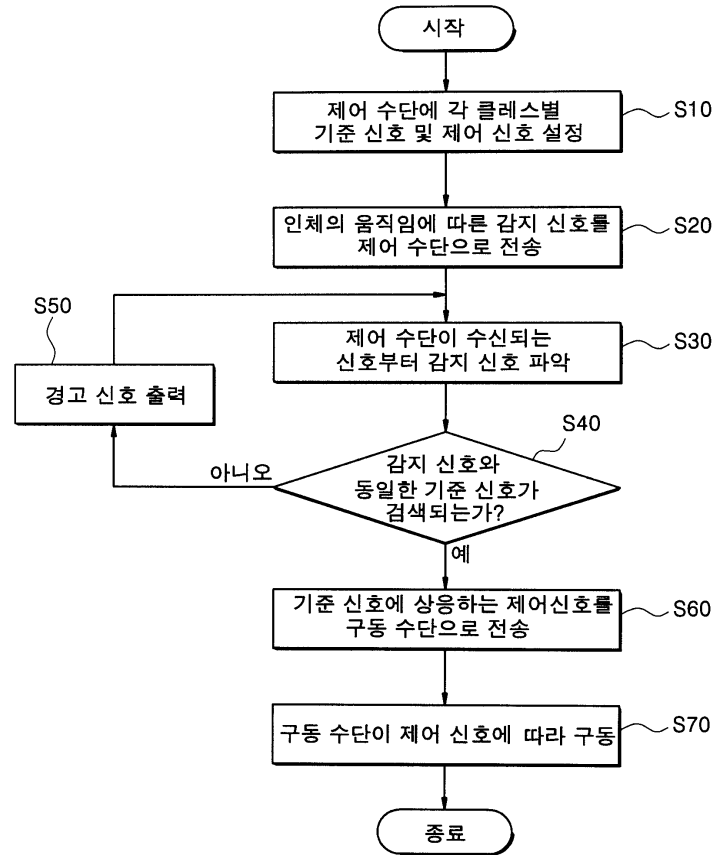 시작
제어 수단에 각 클레스별
기준 신호 및 제어 신호 설정
S10
인체의 움직임에 따른 감지 신호를
제어 수단으로 전송
S20
S50
제어 수단이 수신되는
신호부터 감지 신호 파악
S30
경고 신호 출력
S40
아니오
감지 신호와
동일한 기준 신호가
검색되는가?
예
기준 신호에 상응하는 제어신호를
구동 수단으로 전송
S60
구동 수단이 제어 신호에 따라 구동
S70
종료